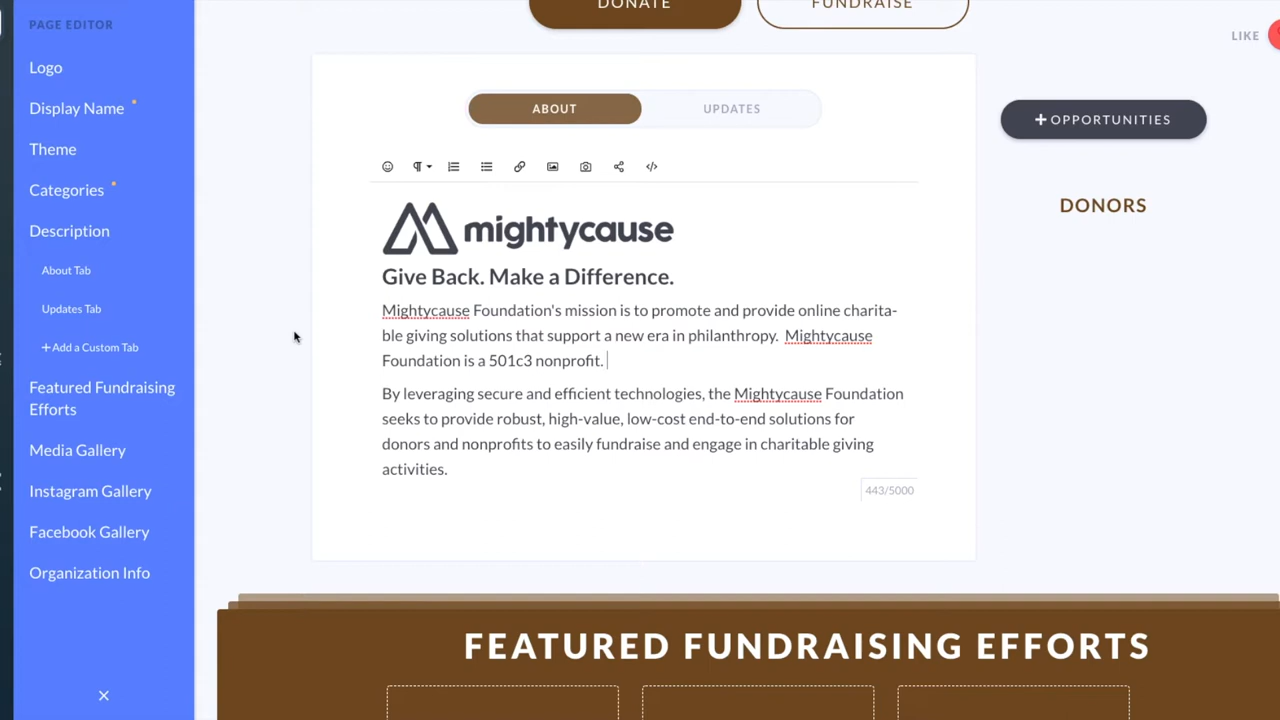 PAGE EDITOR
Logo
Display Name
Theme
Categories
Description
About Tab
Updates Tab
+ Add a Custom Tab
Featured Fundraising
Efforts
Media Gallery
Instagram Gallery
Facebook Gallery
Organization Info
DONATE
FUNDRAISE
LIKE
ABOUT
UPDATES
+ OPPORTUNITIES
DONORS
mightycause
Give Back. Make a Difference.
Mightycause Foundation's mission is to promote and provide online charita-
ble giving solutions that support a new era in philanthropy. Mightycause
Foundation is a 501c3 nonprofit.
By leveraging secure and efficient technologies, the Mightycause Foundation
seeks to provide robust, high-value, low-cost end-to-end solutions for
donors and nonprofits to easily fundraise and engage in charitable giving
activities.
443/5000
FEATURED FUNDRAISING EFFORTS